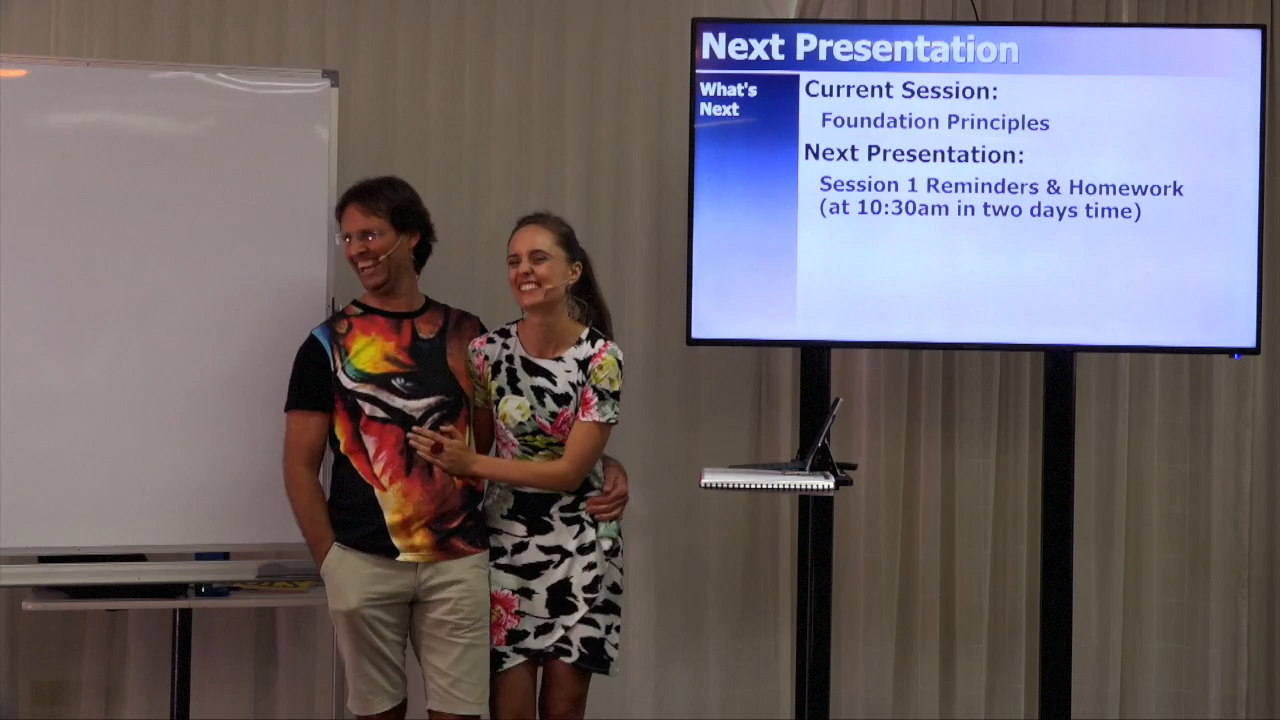 Next Presentation
What's
Next
Current Session:
Foundation Principles
Next Presentation:
Session 1 Reminders & Homework
(at 10:30am in two days time)